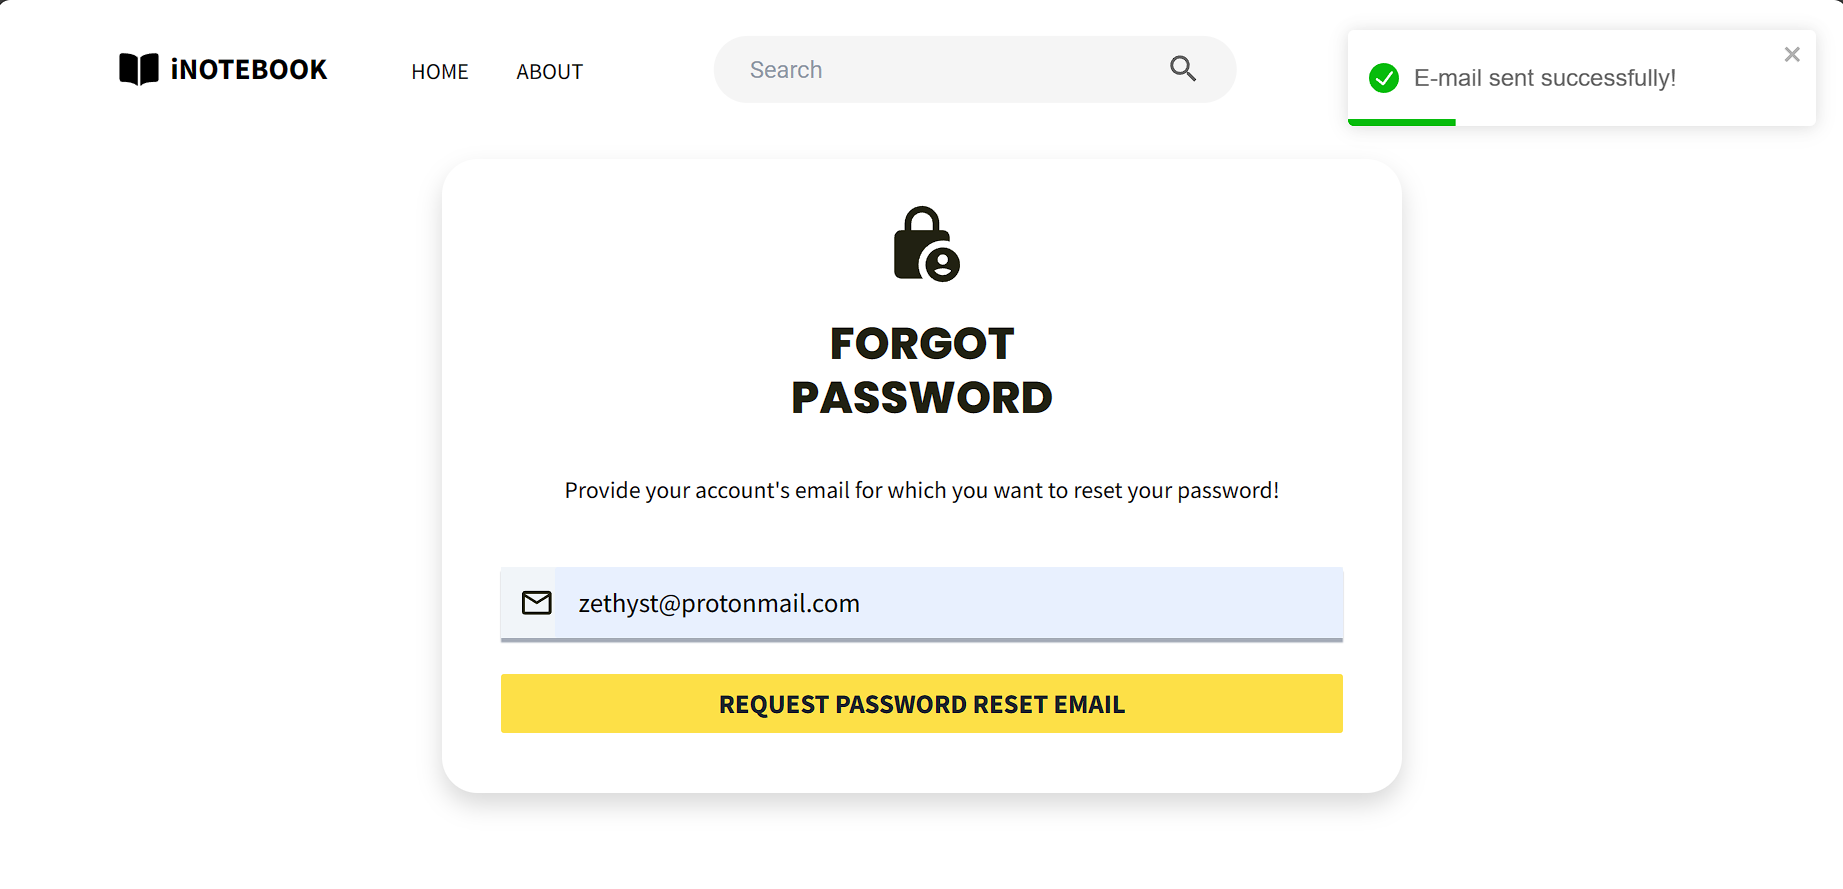 iNOTEBOOK
HOME
ABOUT
Search
E-mail sent successfully!
FORGOT
PASSWORD
Provide your account's email for which you want to reset your password!
zethyst@protonmail.com
REQUEST PASSWORD RESET EMAIL